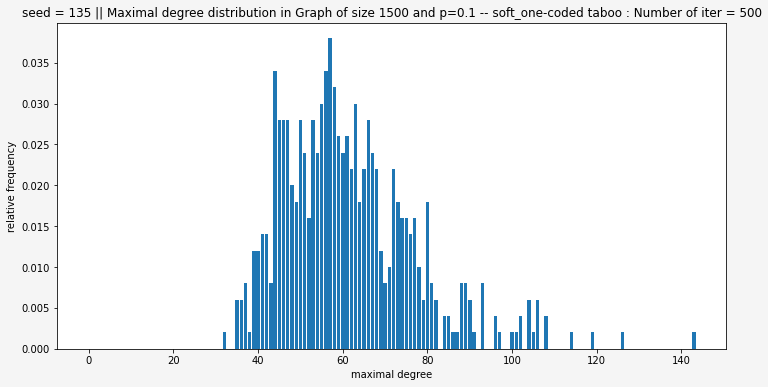 seed = 135 || Maximal degree distribution in Graph of size 1500 and p=0.1 -- soft_one-coded taboo : Number of iter = 500
relative frequency
0.035
0.030
0.025
0.020
0.015
0.010
0.005
0.000
0 20 40 60 80 100 120 140
maximal degree